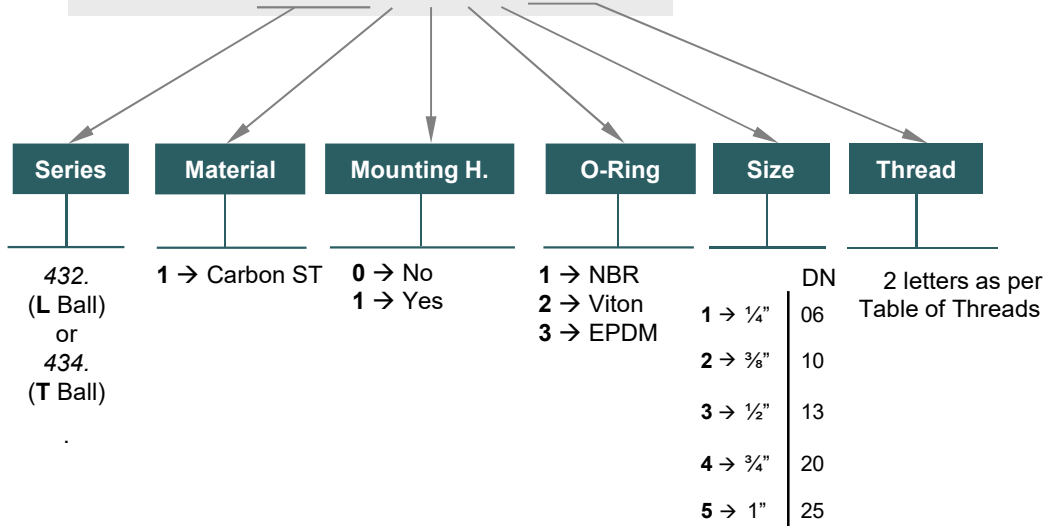 Series
Material
Mounting H.
O-Ring
Size
Thread
432.
(L Ball)
or
434.
(T Ball)
.
1 → Carbon ST
0 → No
1 → Yes
1 → NBR
2 → Viton
3 → EPDM
DN
1 → ¼” 06
2 → ⅜” 10
3 → ½” 13
4 → ¾” 20
5 → 1” 25
2 letters as per
Table of Threads